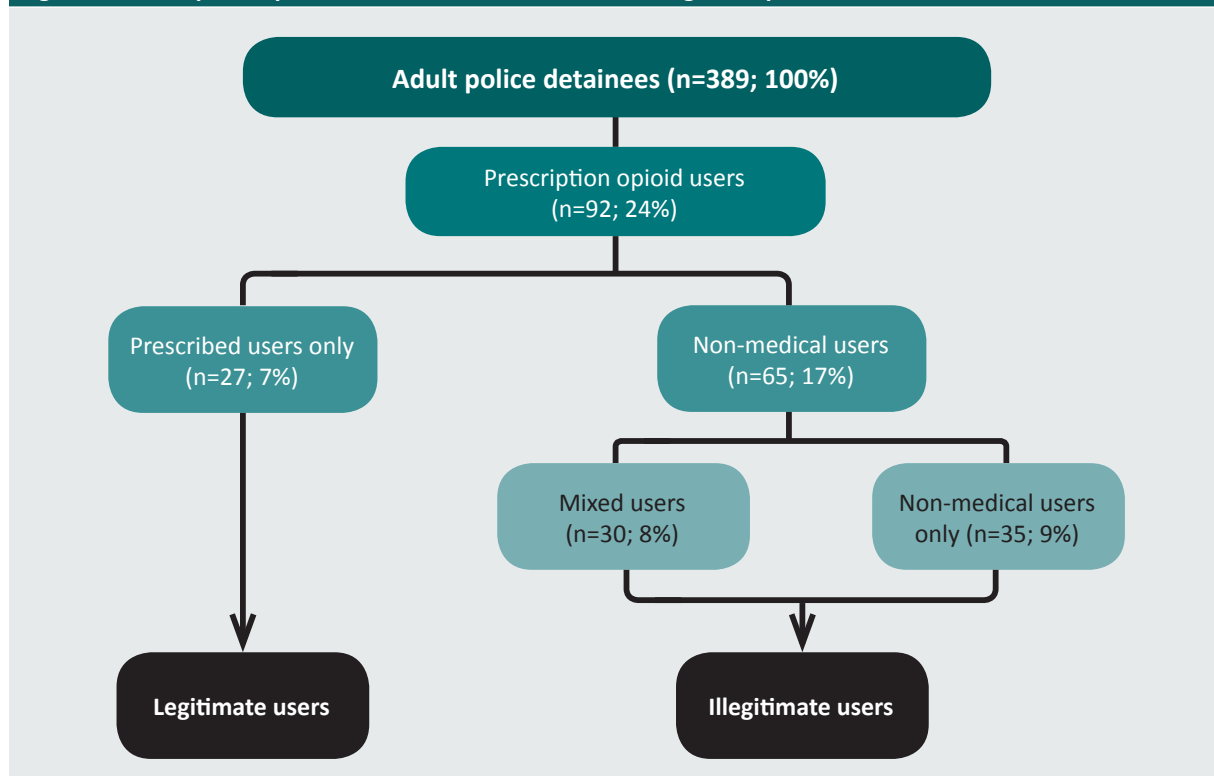 Adult police detainees (n=389; 100%)
Prescription opioid users
(n=92; 24%)
Prescribed users only
(n=27; 7%)
Non-medical users
(n=65; 17%)
Mixed users
(n=30; 8%)
Non-medical users
only (n=35; 9%)
Legitimate users
Illegitimate users